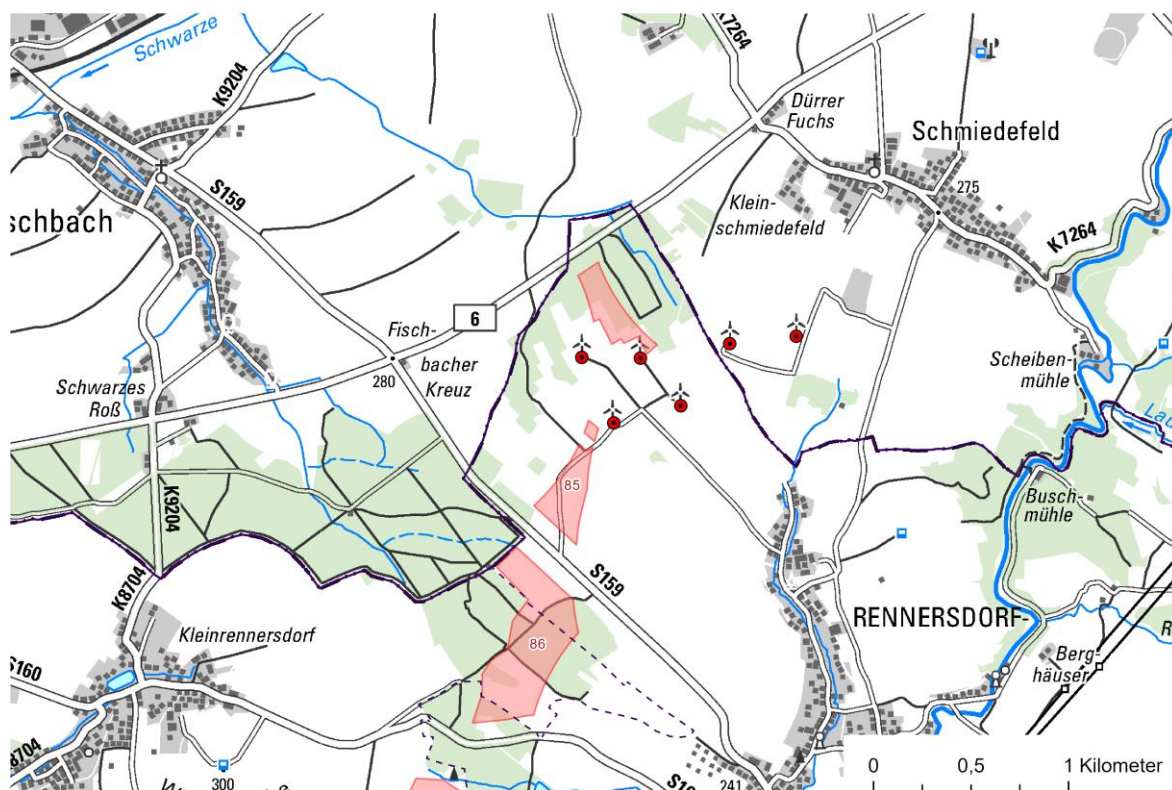 K7264
Schwarze
K9204
Dürrer
Fuchs
Schmiedefeld
275
S159
Klein-
schmiedefeld
schbach
K7264
6
Fisch-
bacher
Kreuz
280
Schwarzes
Roß
Scheiben-
mühle
85
K9204
Busch-
mühle
S159
K8704
RENNERSDORF-
Kleinrennersdorf
86
S160
Berg-
häuser
R
8704
300
241
0 0,5 1 Kilometer